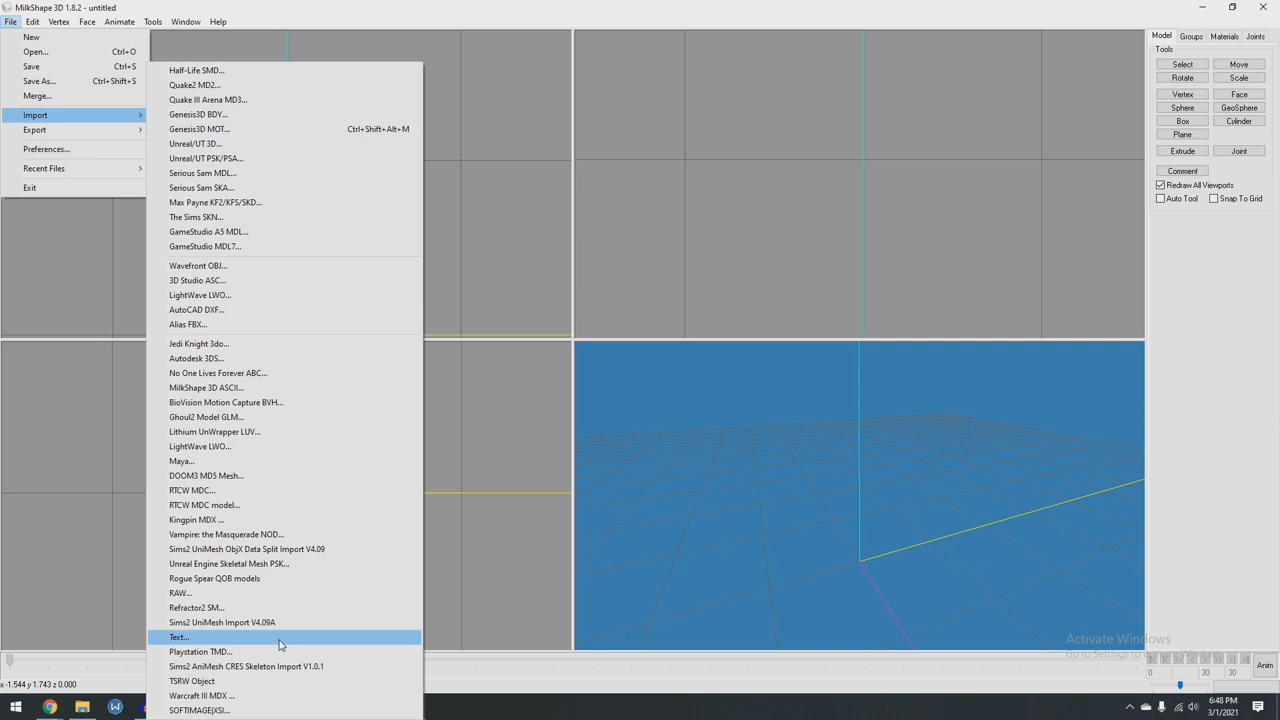 MilkShape 3D 1.8.2 - untitled
File Edit Vertex Face Animate Tools Window Help
New
Open... Ctrl+O
Save Ctrl+S
Save As... Ctrl+Shift+S
Merge...
Import
Export
Preferences...
Recent Files
Exit
Half-Life SMD...
Quake2 MD2...
Quake III Arena MD3...
Genesis3D BDY...
Genesis3D MOT... Ctrl+Shift+Alt+M
Unreal/UT 3D...
Unreal/UT PSK/PSA...
Serious Sam MDL...
Serious Sam SKA...
Max Payne KF2/KFS/SKD...
The Sims SKN...
GameStudio A5 MDL...
GameStudio MDL7...
Wavefront OBJ...
3D Studio ASC...
LightWave LWO...
AutoCAD DXF...
Alias FBX...
Jedi Knight 3do...
Autodesk 3DS...
No One Lives Forever ABC...
MilkShape 3D ASCII...
BioVision Motion Capture BVH...
Ghoul2 Model GLM...
Lithium UnWrapper LUV...
LightWave LWO...
Maya...
DOOM3 MD5 Mesh...
RTCW MDC...
RTCW MDC model...
Kingpin MDX ...
Vampire: the Masquerade NOD...
Sims2 UniMesh ObjX Data Split Import V4.09
Unreal Engine Skeletal Mesh PSK...
Rogue Spear QOB models
RAW...
Refractor2 SM...
Sims2 UniMesh Import V4.09A
Text...
Playstation TMD...
Sims2 AniMesh CRES Skeleton Import V1.0.1
TSRW Object
Warcraft III MDX ...
SOFTIMAGE|XSI...
Model Groups Materials Joints
Tools
Select Move
Rotate Scale
Vertex Face
Sphere GeoSphere
Box Cylinder
Plane
Extrude Joint
Comment
Redraw All Viewports
Auto Tool Snap To Grid
Activate Windows
Go to Settings to activate Windows.
0 30 30 Anim
x -1.544 y 1.743 z 0.000
6:48 PM
3/1/2021